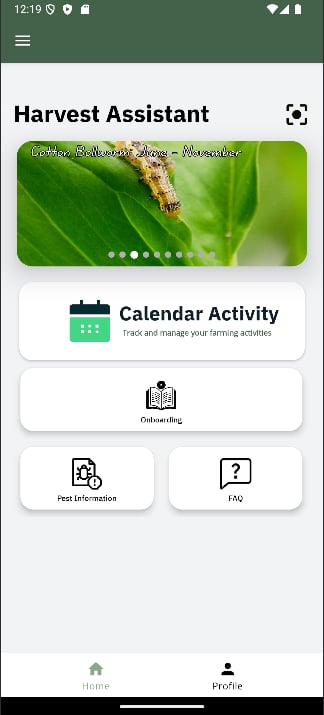 12:19
Harvest Assistant
Cotton Bollworm: June - November
Calendar Activity
Track and manage your farming activities
Onboarding
Pest Information
FAQ
Home
Profile